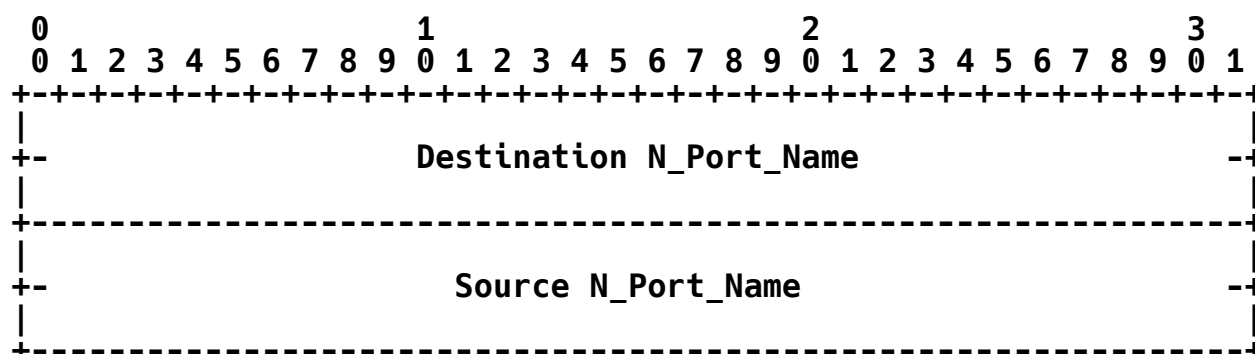 0                   1                   2                   3
 0 1 2 3 4 5 6 7 8 9 0 1 2 3 4 5 6 7 8 9 0 1 2 3 4 5 6 7 8 9 0 1
+-+-+-+-+-+-+-+-+-+-+-+-+-+-+-+-+-+-+-+-+-+-+-+-+-+-+-+-+-+-+-+-+
|                                                               |
+-                   Destination N_Port_Name                   -+
|                                                               |
+---------------------------------------------------------------+
|                                                               |
+-                     Source N_Port_Name                      -+
|                                                               |
+---------------------------------------------------------------+